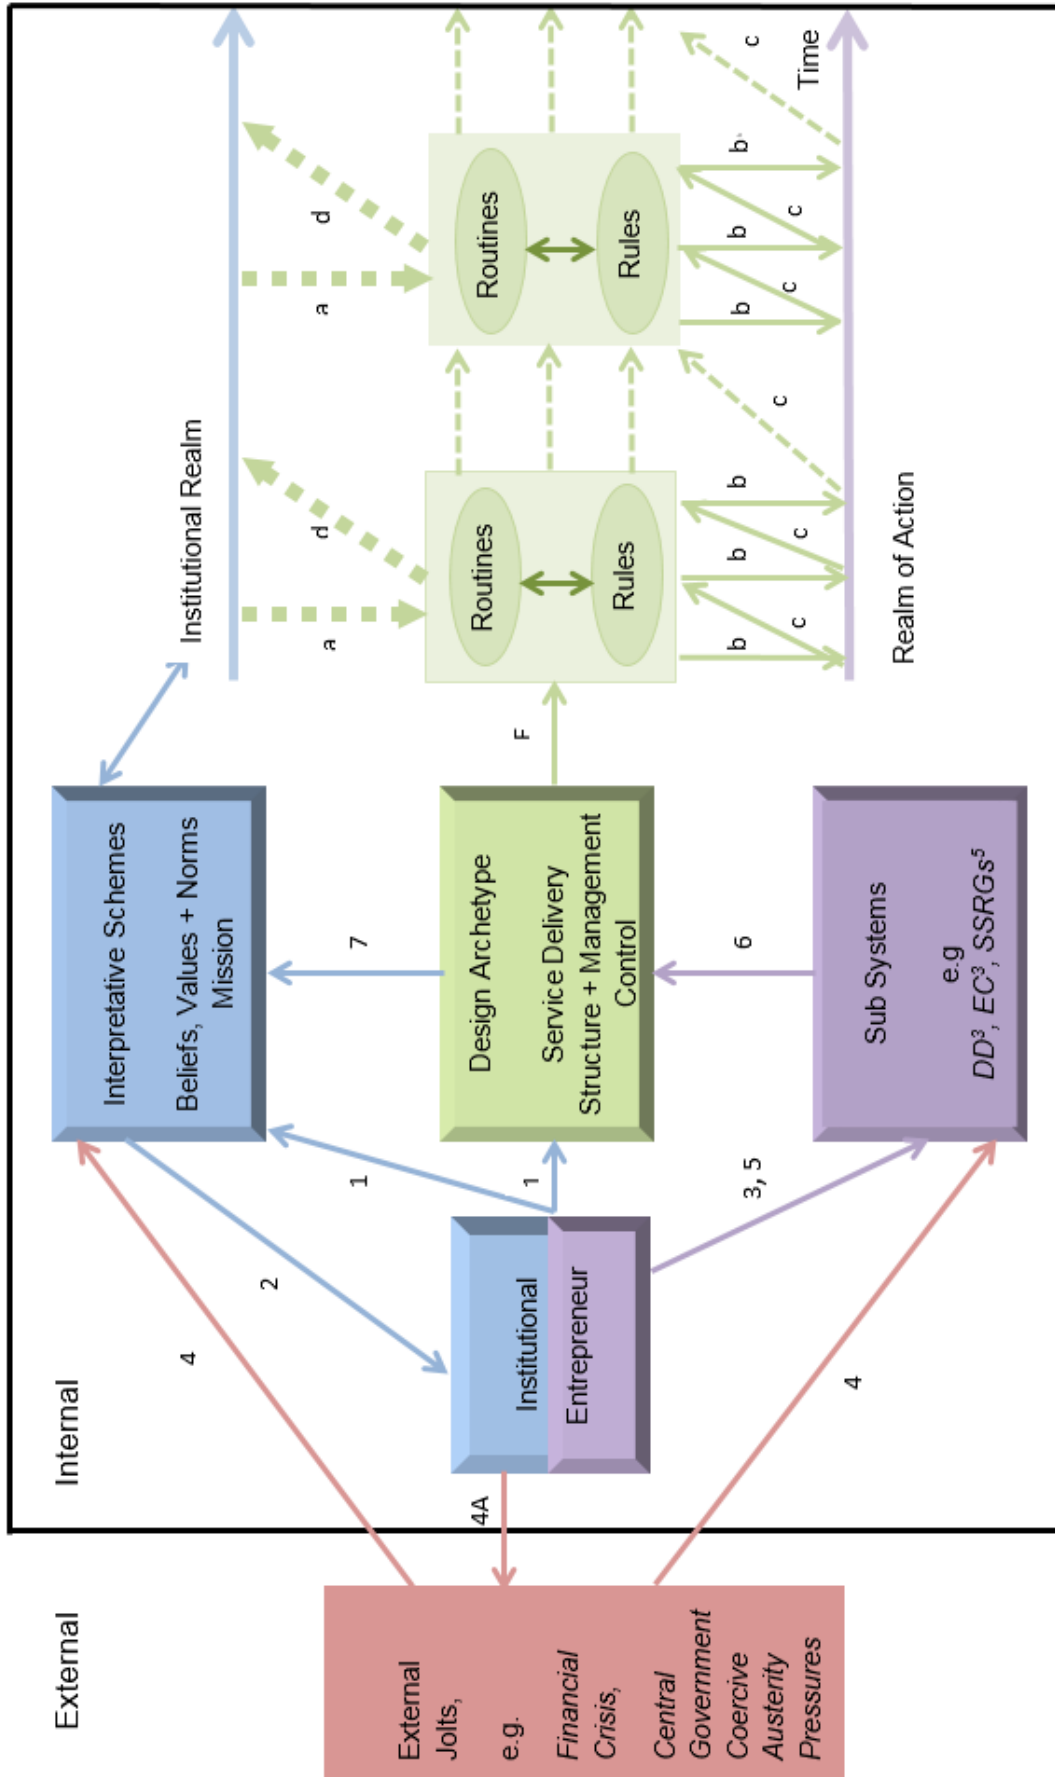 External
Internal
External
Jolts,
e.g.
Financial
Crisis,
Central
Government
Coercive
Austerity
Pressures
4A
4
2
4
Institutional
Entrepreneur
1
1
3, 5
Interpretative Schemes
Beliefs, Values + Norms
Mission
7
Design Archetype
Service Delivery
Structure + Management
Control
6
Sub Systems
e.g
DD³, EC³, SSRGs⁵
F
Institutional Realm
a
d
a
d
Routines
Rules
Routines
Rules
b
c
b
c
b
c
b
c
b
c
b
c
Time
Realm of Action